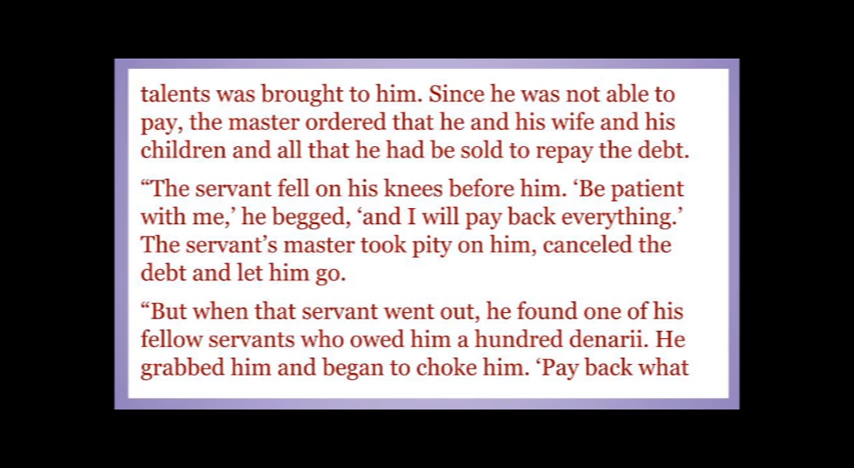 talents was brought to him. Since he was not able to
pay, the master ordered that he and his wife and his
children and all that he had be sold to repay the debt.
“The servant fell on his knees before him. ‘Be patient
with me,’ he begged, ‘and I will pay back everything.’
The servant’s master took pity on him, canceled the
debt and let him go.
“But when that servant went out, he found one of his
fellow servants who owed him a hundred denarii. He
grabbed him and began to choke him. ‘Pay back what